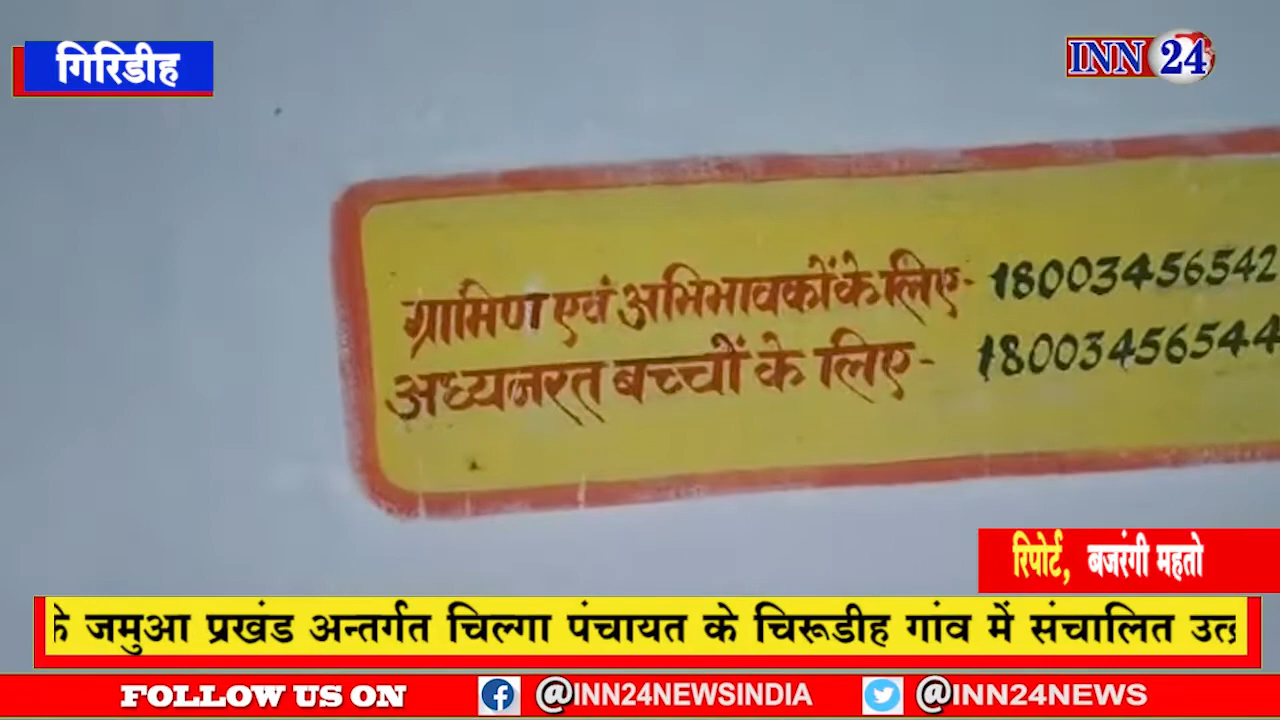 गिरिडीह
INN 24
ग्रामिण एवं अभिभावकों के लिए - 18003456542
अध्यनरत बच्चों के लिए - 18003456544
रिपोर्ट, बजरंगी महतो
के जमुआ प्रखंड अन्तर्गत चिल्गा पंचायत के चिरूडीह गांव में संचालित
FOLLOW US ON @INN24NEWSINDIA @INN24NEWS